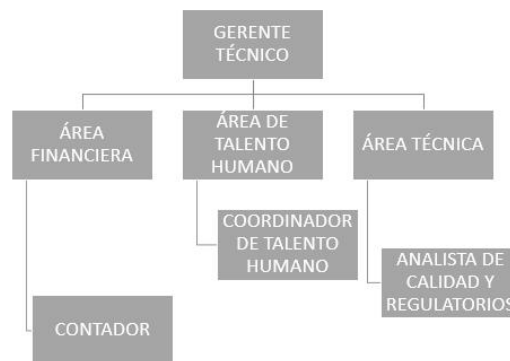 GERENTE
TÉCNICO
ÁREA
FINANCIERA
ÁREA DE
TALENTO
HUMANO
ÁREA TÉCNICA
COORDINADOR
DE TALENTO
HUMANO
ANALISTA DE
CALIDAD Y
REGULATORIOS
CONTADOR